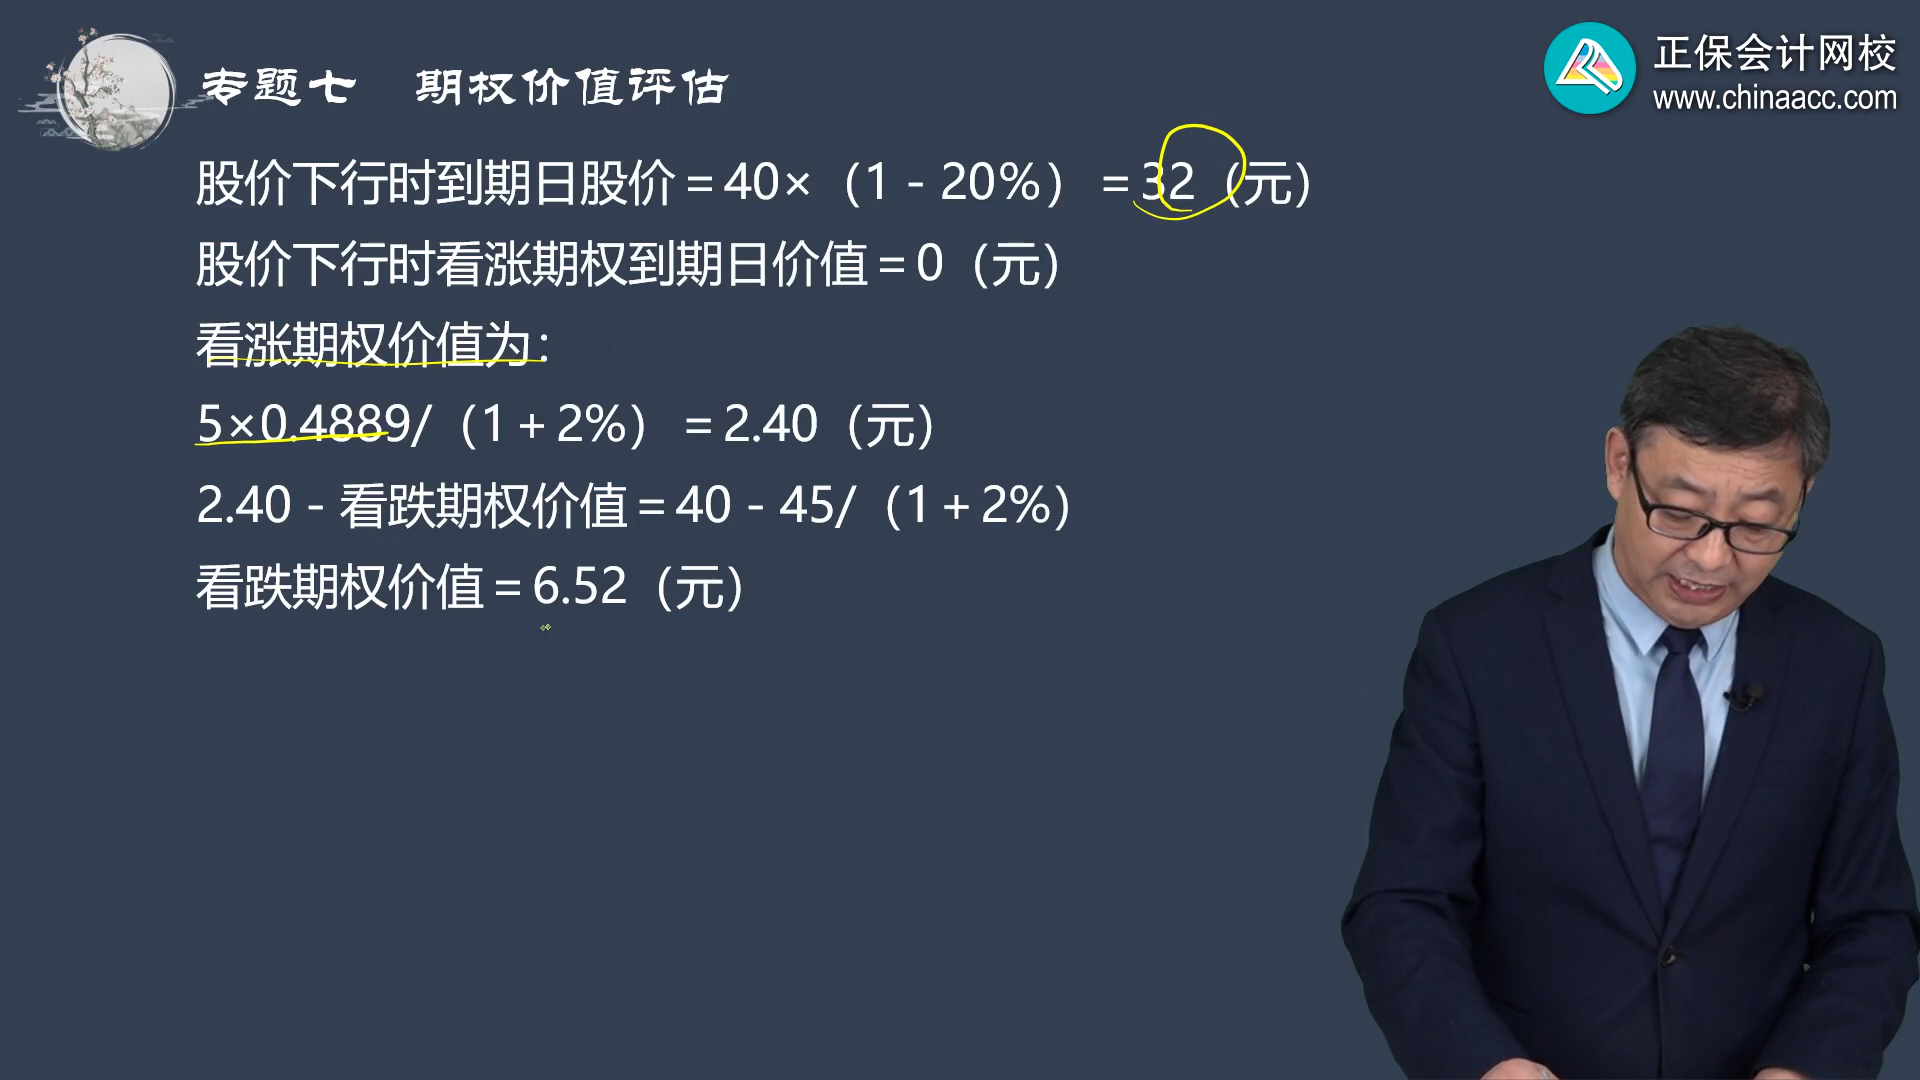 专题七 期权价值评估
正保会计网校
www.chinaacc.com
股价下行时到期日股价＝40×（1－20%）＝32（元）
股价下行时看涨期权到期日价值＝0（元）
看涨期权价值为：
5×0.4889/（1＋2%）＝2.40（元）
2.40－看跌期权价值＝40－45/（1＋2%）
看跌期权价值＝6.52（元）